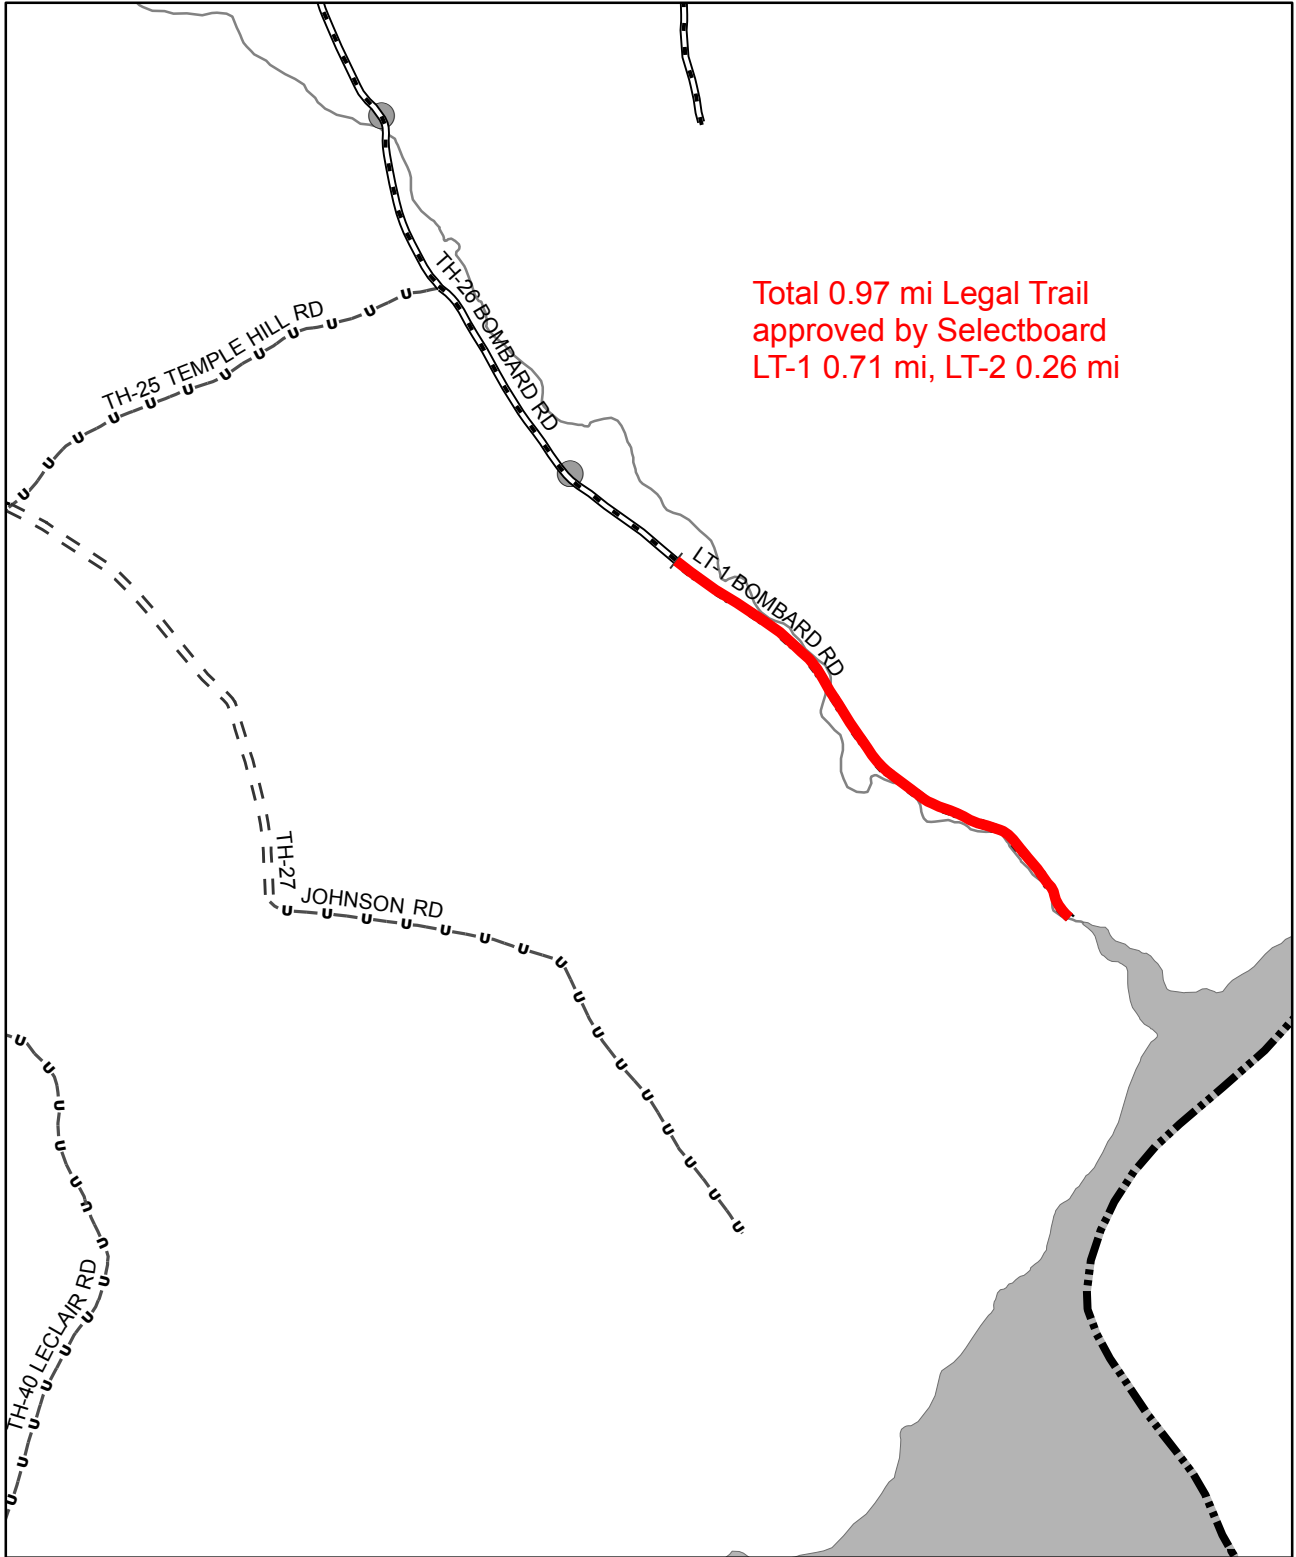 TH-26 BOMBARD RD
Total 0.97 mi Legal Trail
approved by Selectboard
LT-1 0.71 mi, LT-2 0.26 mi
TH-25 TEMPLE HILL RD
LT-1 BOMBARD RD
TH-27
JOHNSON RD
TH-40 LECLAIR RD